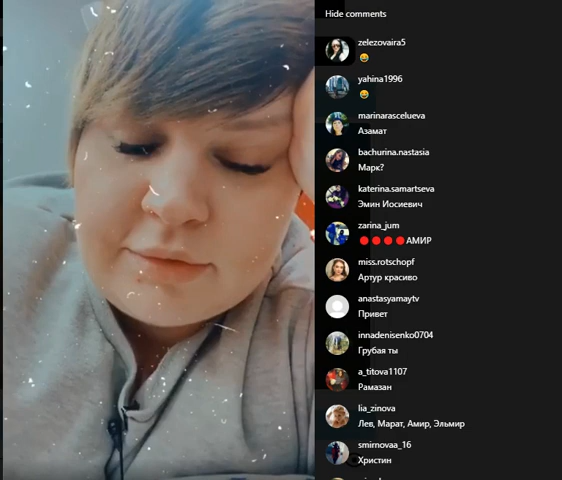 Hide comments
zelezovaira5
😂
yahina1996
😂
marinarascelueva
Азамат
bachurina.nastasia
Марк?
katerina.samartseva
Эмин Иосиевич
zarina_jum
🔴🔴🔴🔴АМИР
miss.rotschopf
Артур красиво
anastasyamaytv
Привет
innadenisenko0704
Грубая ты
a_titova1107
Рамазан
lia_zinova
Лев, Марат, Амир, Эльмир
smirnovaa_16
Христин